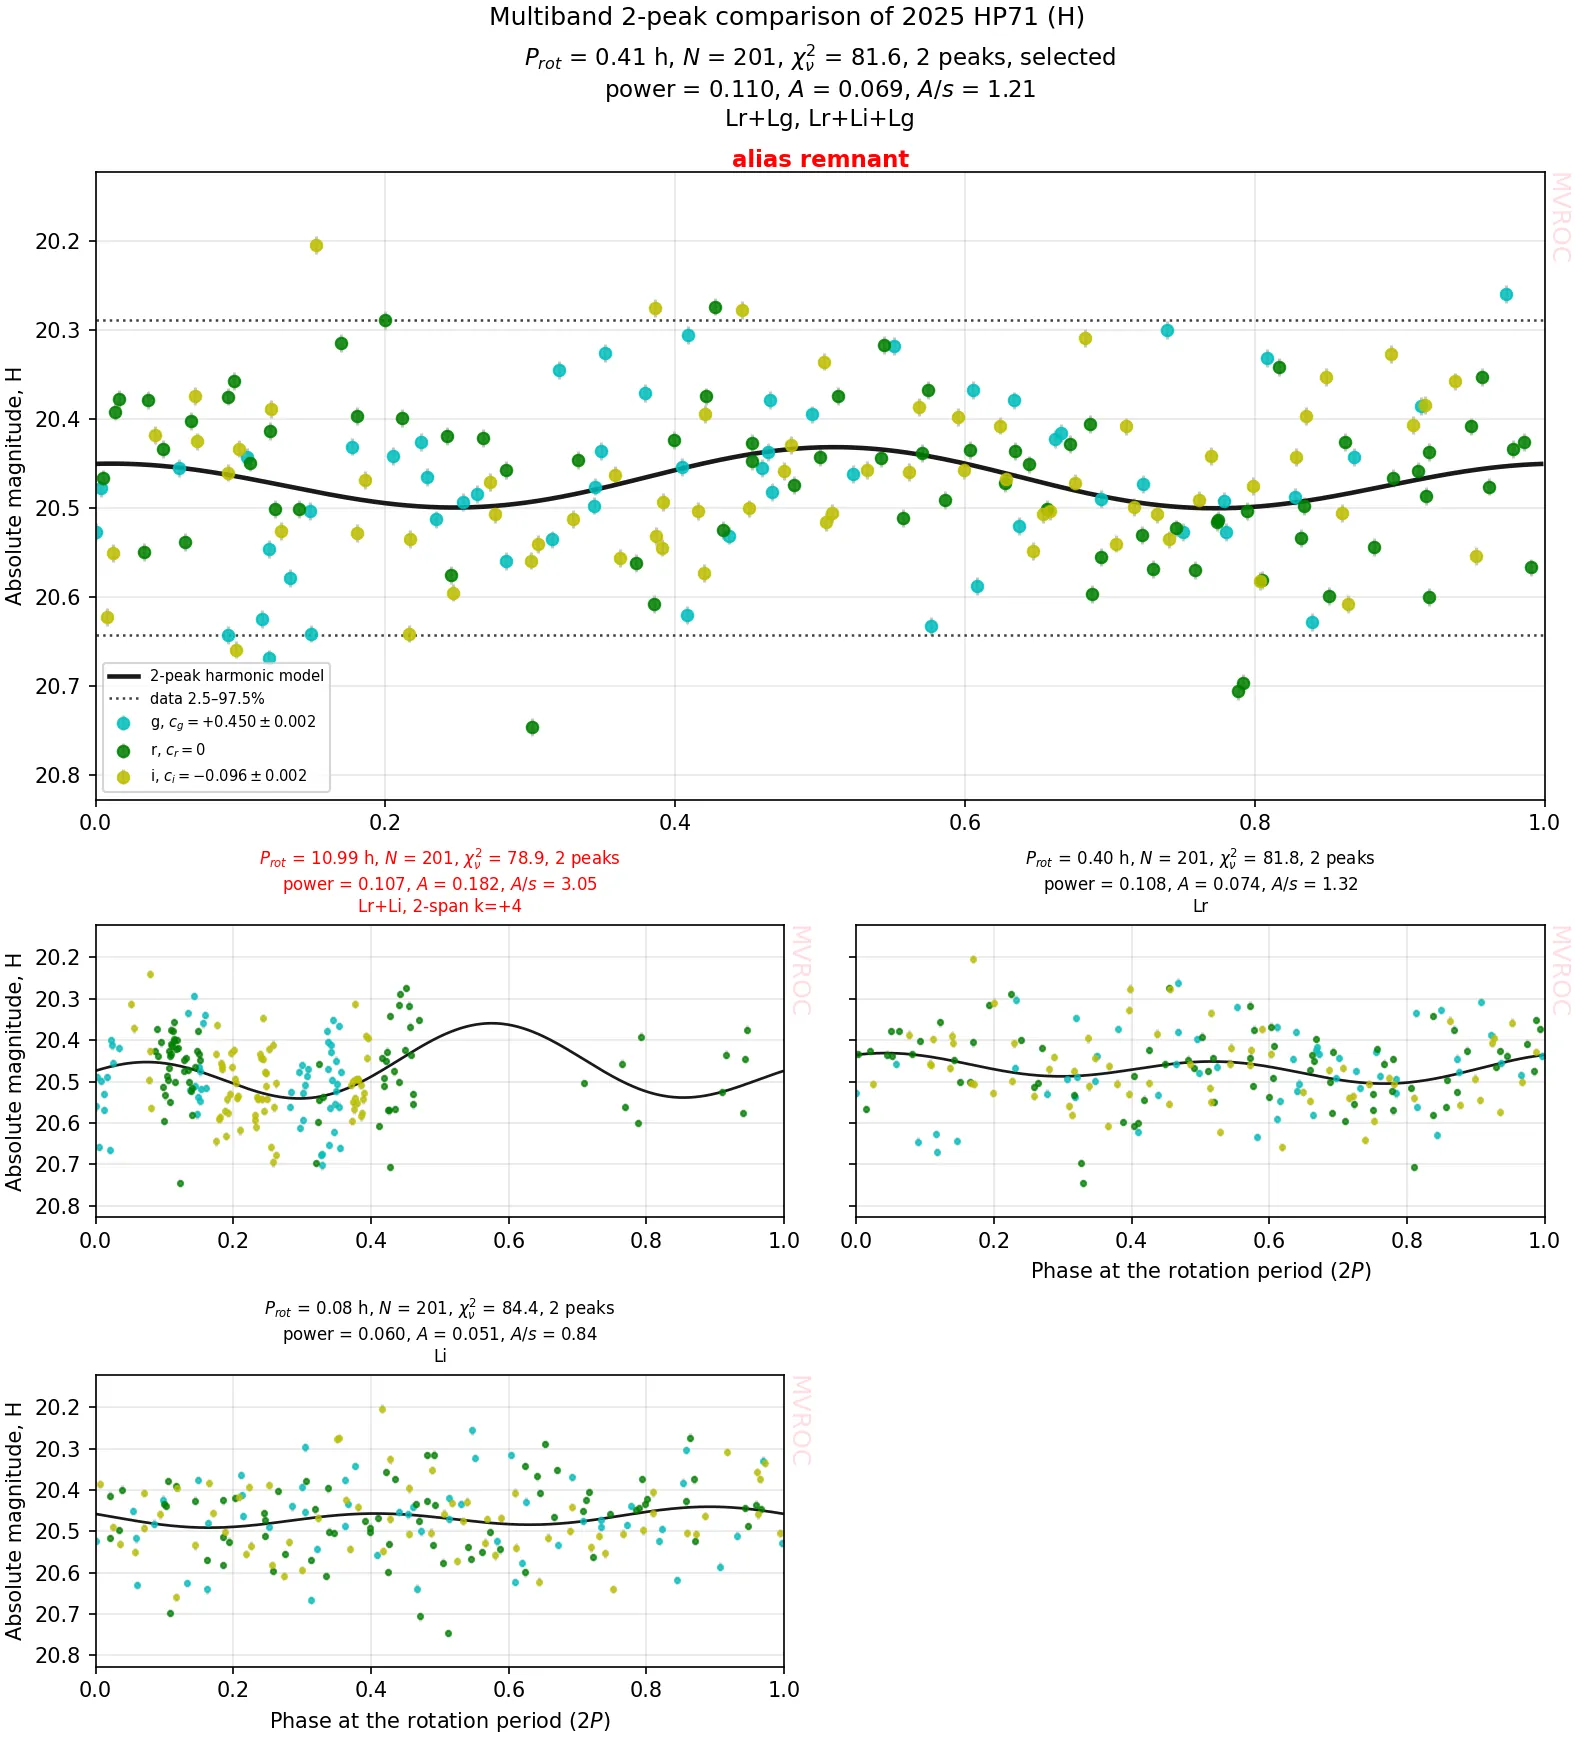 Multiband 2-peak comparison of 2025 HP71 (H)
P_rot = 0.41 h, N = 201, χ²_ν = 81.6, 2 peaks, selected
power = 0.110, A = 0.069, A/s = 1.21
Lr+Lg, Lr+Li+Lg
alias remnant
MVROC
Absolute magnitude, H
20.2
20.3
20.4
20.5
20.6
20.7
20.8
2-peak harmonic model
data 2.5–97.5%
g, c_g = +0.450 ± 0.002
r, c_r = 0
i, c_i = −0.096 ± 0.002
0.0 0.2 0.4 0.6 0.8 1.0
P_rot = 10.99 h, N = 201, χ²_ν = 78.9, 2 peaks
power = 0.107, A = 0.182, A/s = 3.05
Lr+Li, 2-span k=+4
MVROC
Absolute magnitude, H
20.2
20.3
20.4
20.5
20.6
20.7
20.8
0.0 0.2 0.4 0.6 0.8 1.0
P_rot = 0.40 h, N = 201, χ²_ν = 81.8, 2 peaks
power = 0.108, A = 0.074, A/s = 1.32
Lr
MVROC
0.0 0.2 0.4 0.6 0.8 1.0
Phase at the rotation period (2P)
P_rot = 0.08 h, N = 201, χ²_ν = 84.4, 2 peaks
power = 0.060, A = 0.051, A/s = 0.84
Li
MVROC
Absolute magnitude, H
20.2
20.3
20.4
20.5
20.6
20.7
20.8
0.0 0.2 0.4 0.6 0.8 1.0
Phase at the rotation period (2P)